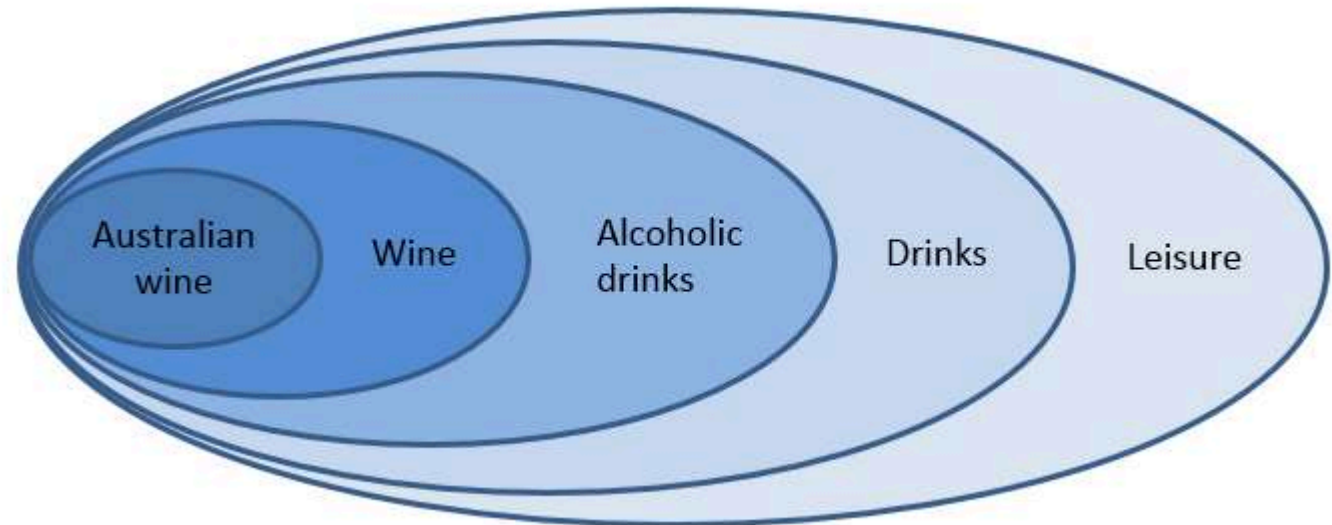 Australian
wine
Wine
Alcoholic
drinks
Drinks
Leisure